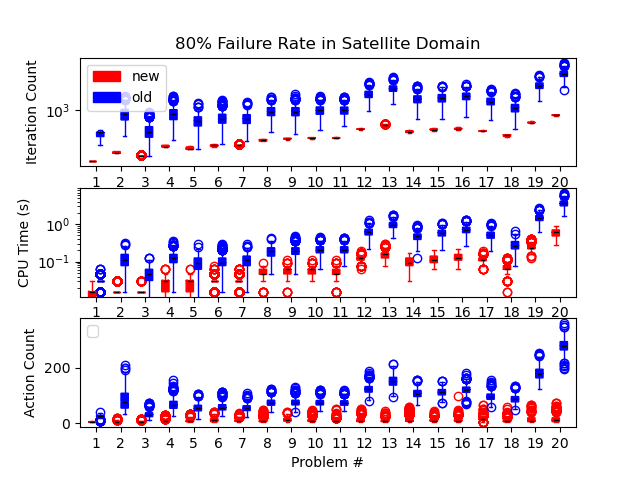 80% Failure Rate in Satellite Domain
Iteration Count
new
old
10³
1 2 3 4 5 6 7 8 9 10 11 12 13 14 15 16 17 18 19 20
CPU Time (s)
10⁰
10⁻¹
1 2 3 4 5 6 7 8 9 10 11 12 13 14 15 16 17 18 19 20
Action Count
200
0
1 2 3 4 5 6 7 8 9 10 11 12 13 14 15 16 17 18 19 20
Problem #